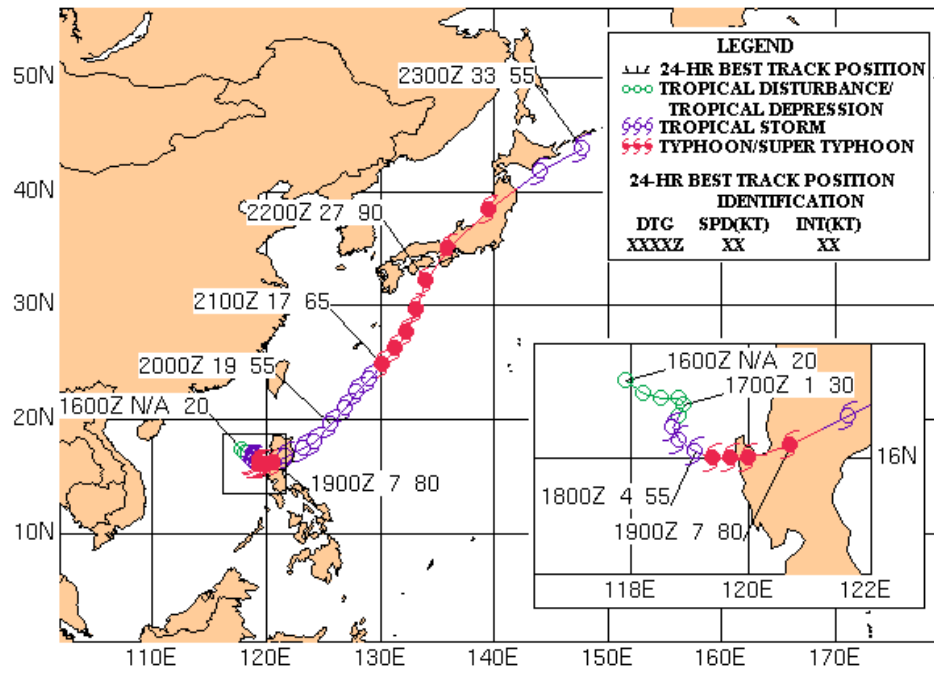 50N
40N
30N
20N
10N
110E
120E
130E
140E
150E
160E
170E
2300Z 33 55
2200Z 27 90
2100Z 17 65
2000Z 19 55
1600Z N/A 20
1900Z 7 80
LEGEND
24-HR BEST TRACK POSITION
TROPICAL DISTURBANCE/
TROPICAL DEPRESSION
TROPICAL STORM
TYPHOON/SUPER TYPHOON
24-HR BEST TRACK POSITION
IDENTIFICATION
DTG SPD(KT) INT(KT)
XXXXZ XX XX
1600Z N/A 20
1700Z 1 30
16N
1800Z 4 55
1900Z 7 80
118E
120E
122E